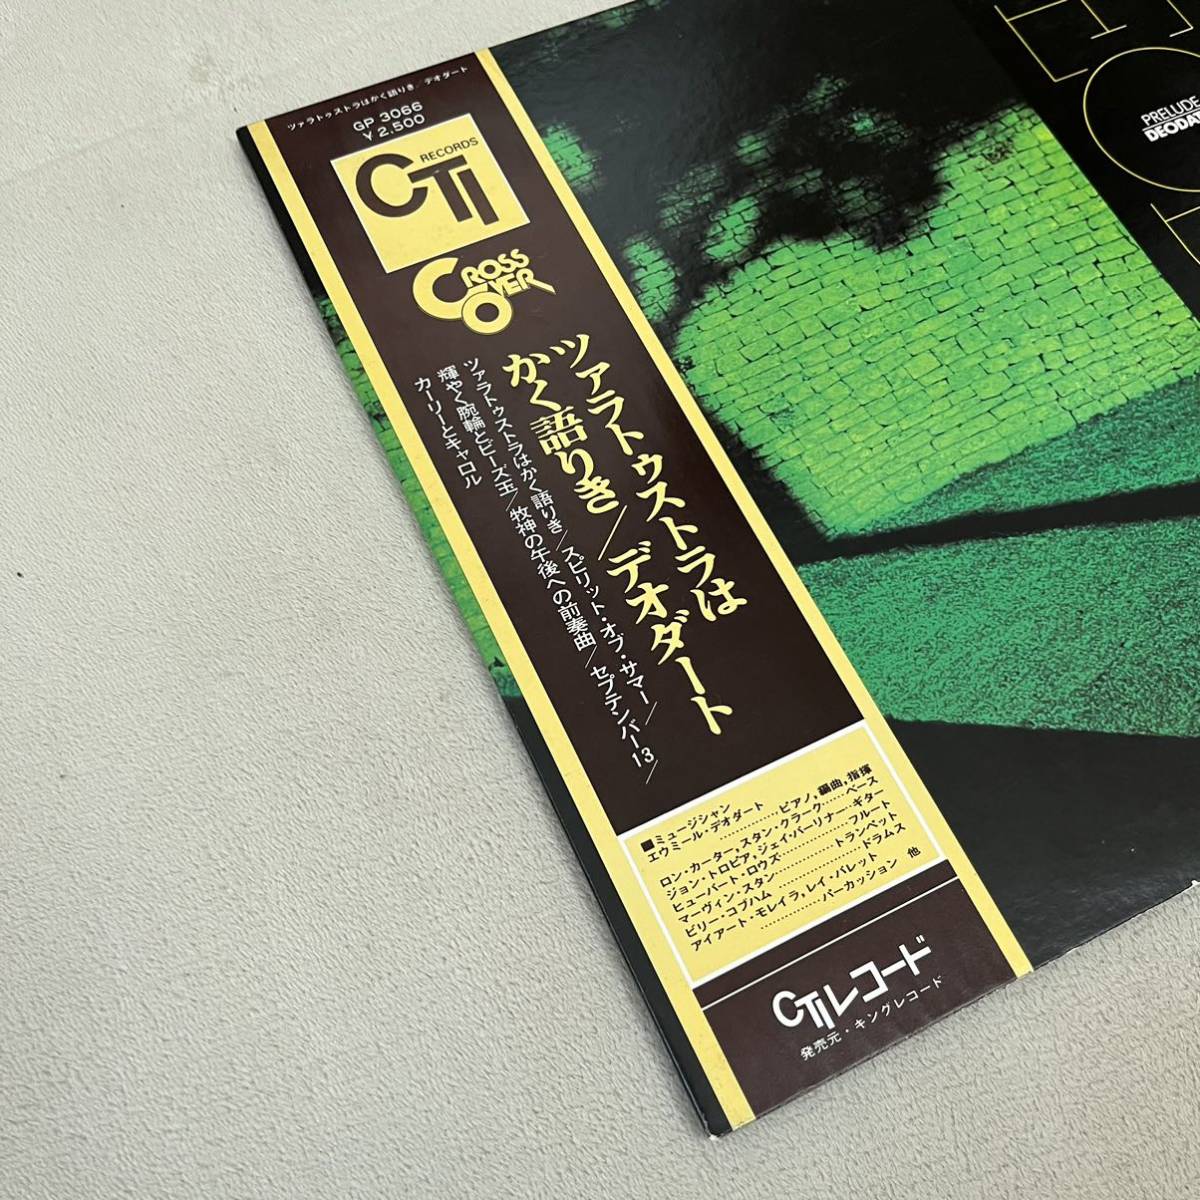 ツァラトゥストラはかく語りき/デオダート
GP 3066
¥ 2,500
CTI
RECORDS
CROSS
OVER
ツァラトゥストラは
かく語りき/デオダート
ツァラトゥストラはかく語りき/スピリット・オブ・サマー/
輝やく腕輪とビーズ玉/牧神の午後への前奏曲/セプテンバー13/
カーリーとキャロル
■ミュージシャン
エウミール・デオダート
…………ピアノ,編曲,指揮
ロン・カーター,スタン・クラーク……ベース
ジョン・トロピア,ジェイ・バーリナー…ギター
ヒューバート・ロウズ…………フルート
マーヴィン・スタン…………トランペット
ビリー・コブハム…………ドラムス
アイアート・モレイラ,レイ・バレット
…………パーカッション 他
CTIレコード
発売元・キングレコード
PRELUDE